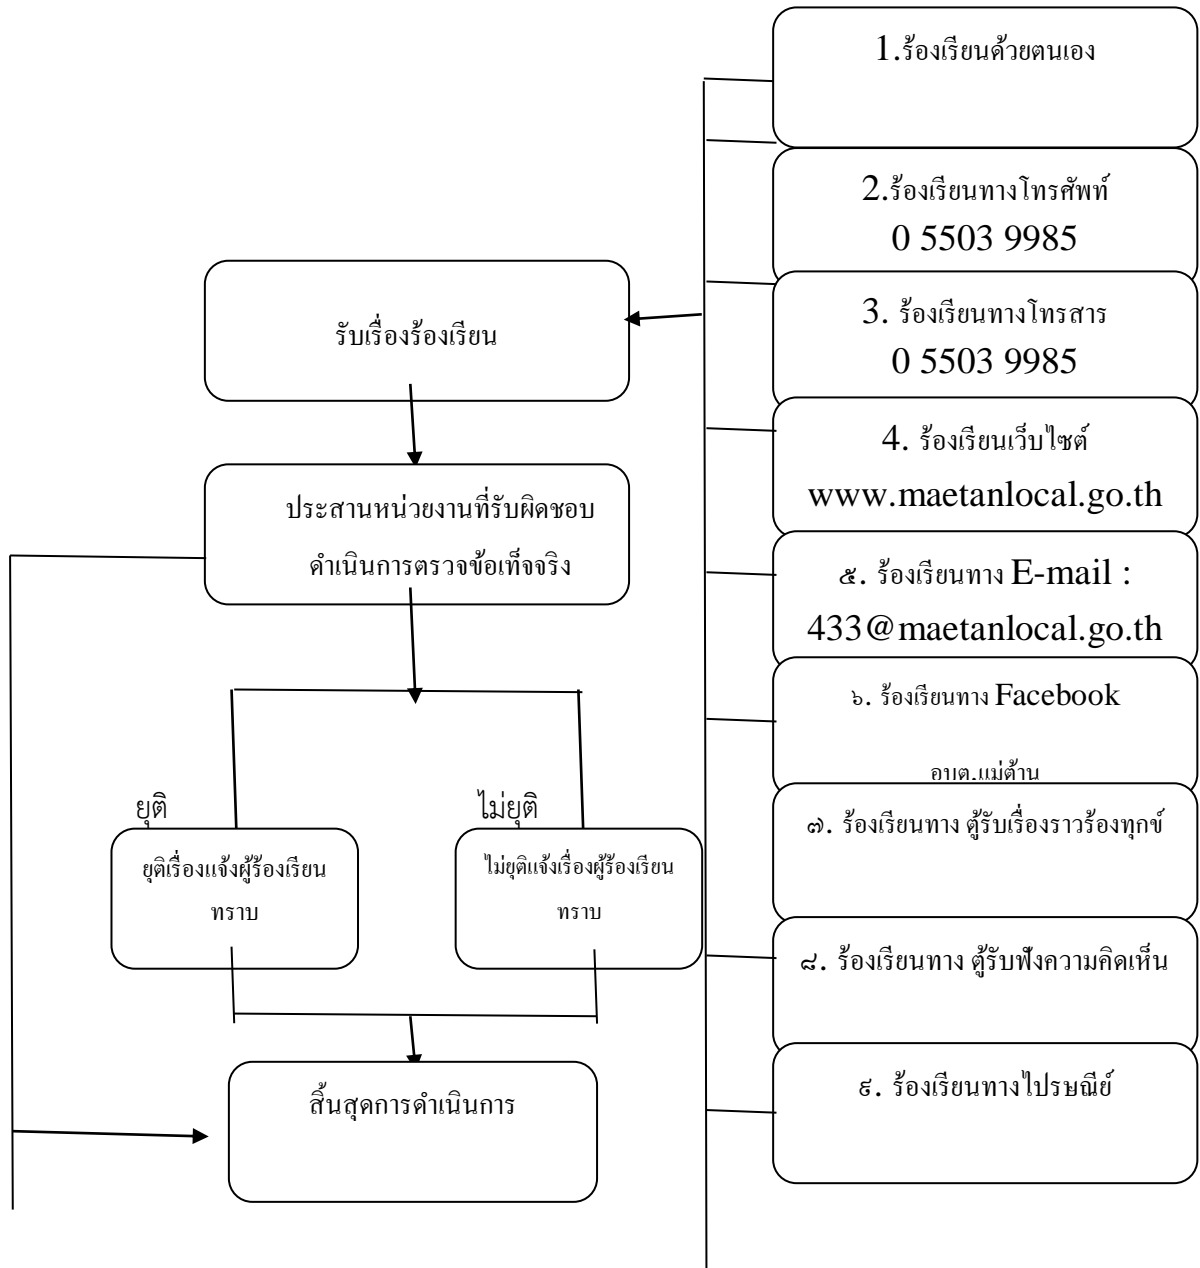 1.ร้องเรียนด้วยตนเอง
2.ร้องเรียนทางโทรศัพท์
0 5503 9985
3. ร้องเรียนทางโทรสาร
0 5503 9985
4. ร้องเรียนเว็บไซต์
www.maetanlocal.go.th
๕. ร้องเรียนทาง E-mail :
433@maetanlocal.go.th
๖. ร้องเรียนทาง Facebook
อบต.แม่ต้าน
๗. ร้องเรียนทาง ตู้รับเรื่องราวร้องทุกข์
๘. ร้องเรียนทาง ตู้รับฟังความคิดเห็น
๙. ร้องเรียนทางไปรษณีย์
รับเรื่องร้องเรียน
ประสานหน่วยงานที่รับผิดชอบ
ดำเนินการตรวจข้อเท็จจริง
ยุติ
ไม่ยุติ
ยุติเรื่องแจ้งผู้ร้องเรียน
ทราบ
ไม่ยุติแจ้งเรื่องผู้ร้องเรียน
ทราบ
สิ้นสุดการดำเนินการ